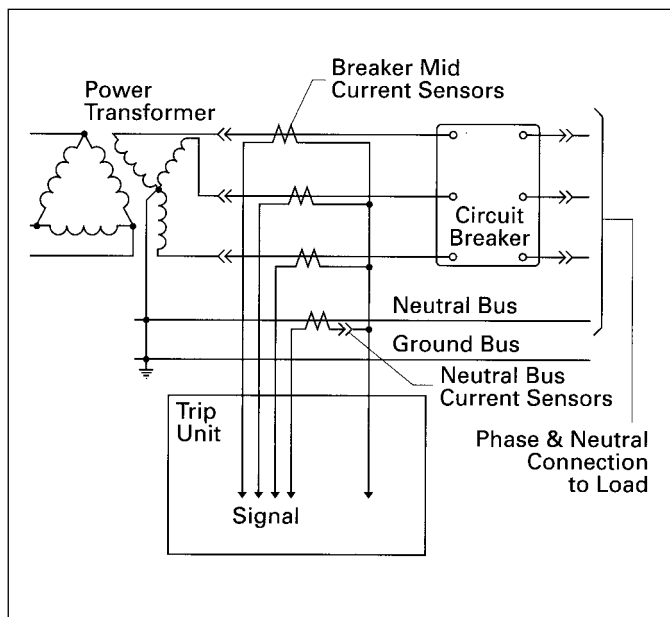 Breaker Mid
Current Sensors
Power
Transformer
Circuit
Breaker
Neutral Bus
Ground Bus
Neutral Bus
Current Sensors
Trip
Unit
Phase & Neutral
Connection
to Load
Signal